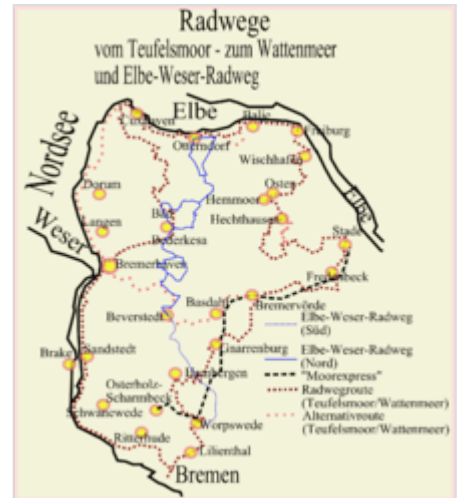 Radwege
vom Teufelsmoor - zum Wattenmeer
und Elbe-Weser-Radweg
Elbe
Cuxhaven
Balje
Freiburg
Otterndorf
Nordsee
Wischhafen
Dorum
Osten
Hemmoor
Elbe
Langen
Bad
Bederkesa
Hechthausen
Stade
Weser
Bremerhaven
Fredenbeck
Basdahl
Bremervörde
Beverstedt
Elbe-Weser-Radweg
(Süd)
Gnarrenburg
Elbe-Weser-Radweg
(Nord)
Brake
Sandstedt
Hambergen
"Moorexpress"
Osterholz-
Scharmbeck
Radwegroute
(Teufelsmoor/Wattenmeer)
Schwanewede
Alternativroute
(Teufelsmoor/Wattenmeer)
Worpswede
Ritterhude
Lilienthal
Bremen